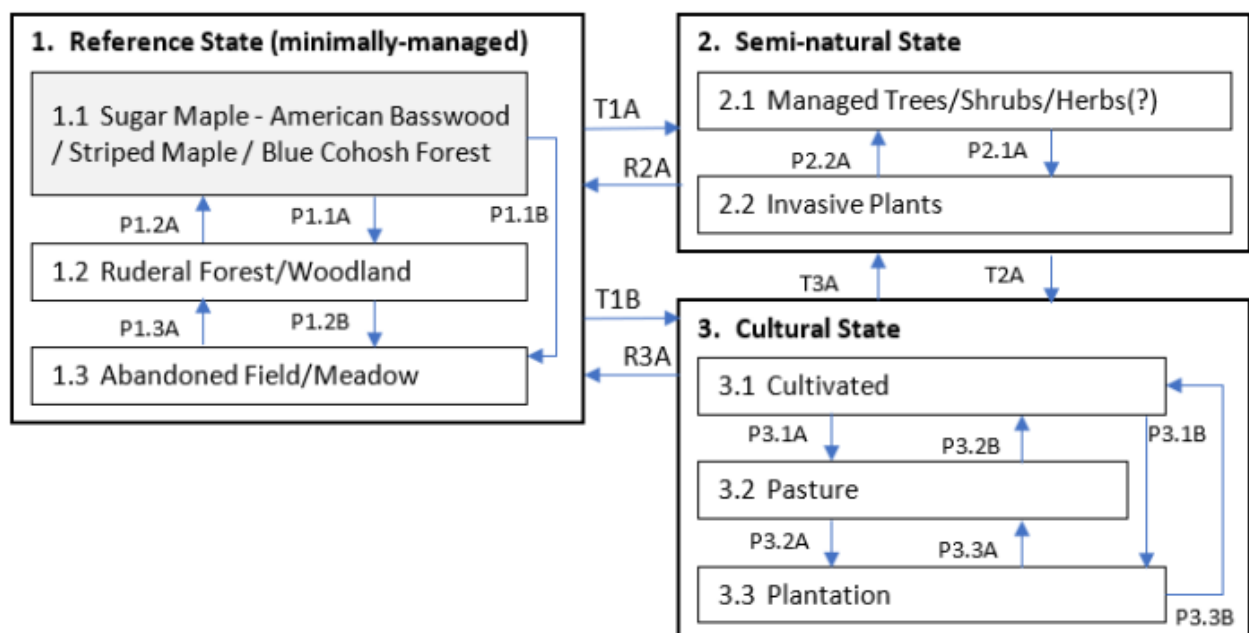 1. Reference State (minimally-managed)
1.1 Sugar Maple - American Basswood
/ Striped Maple / Blue Cohosh Forest
P1.2A
P1.1A
P1.1B
1.2 Ruderal Forest/Woodland
P1.3A
P1.2B
1.3 Abandoned Field/Meadow
T1A
R2A
T1B
R3A
2. Semi-natural State
2.1 Managed Trees/Shrubs/Herbs(?)
P2.2A
P2.1A
2.2 Invasive Plants
T3A
T2A
3. Cultural State
3.1 Cultivated
P3.1A
P3.2B
P3.1B
3.2 Pasture
P3.2A
P3.3A
3.3 Plantation
P3.3B